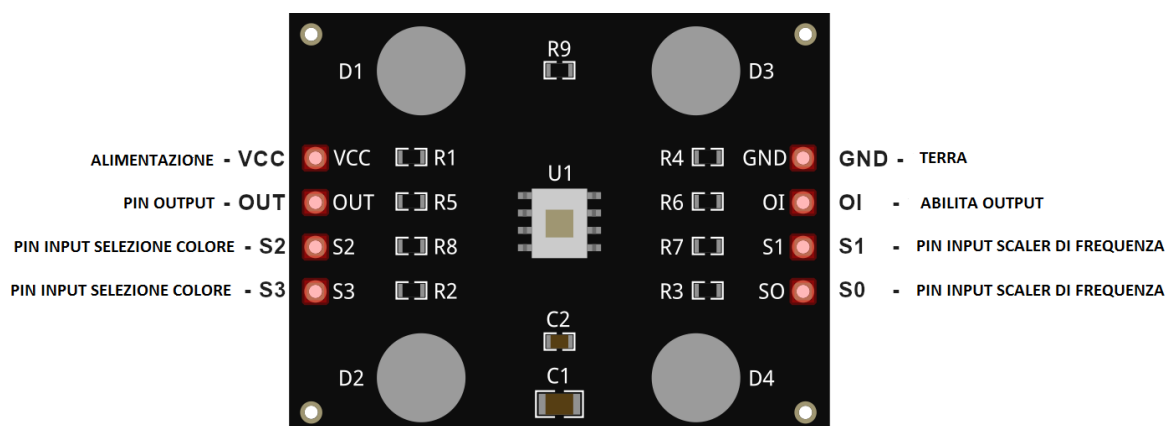 R9
D1
D3
ALIMENTAZIONE - VCC
VCC
R1
R4
GND
GND - TERRA
U1
PIN OUTPUT - OUT
OUT
R5
R6
OI
OI - ABILITA OUTPUT
PIN INPUT SELEZIONE COLORE - S2
S2
R8
R7
S1
S1 - PIN INPUT SCALER DI FREQUENZA
PIN INPUT SELEZIONE COLORE - S3
S3
R2
R3
SO
S0 - PIN INPUT SCALER DI FREQUENZA
C2
D2
C1
D4